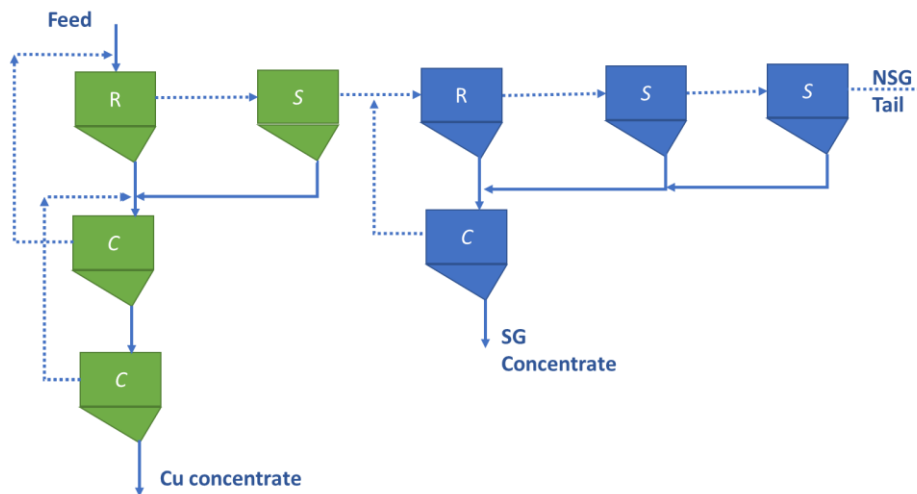 Feed
R
S
R
S
S
NSG
Tail
C
C
SG
Concentrate
C
Cu concentrate